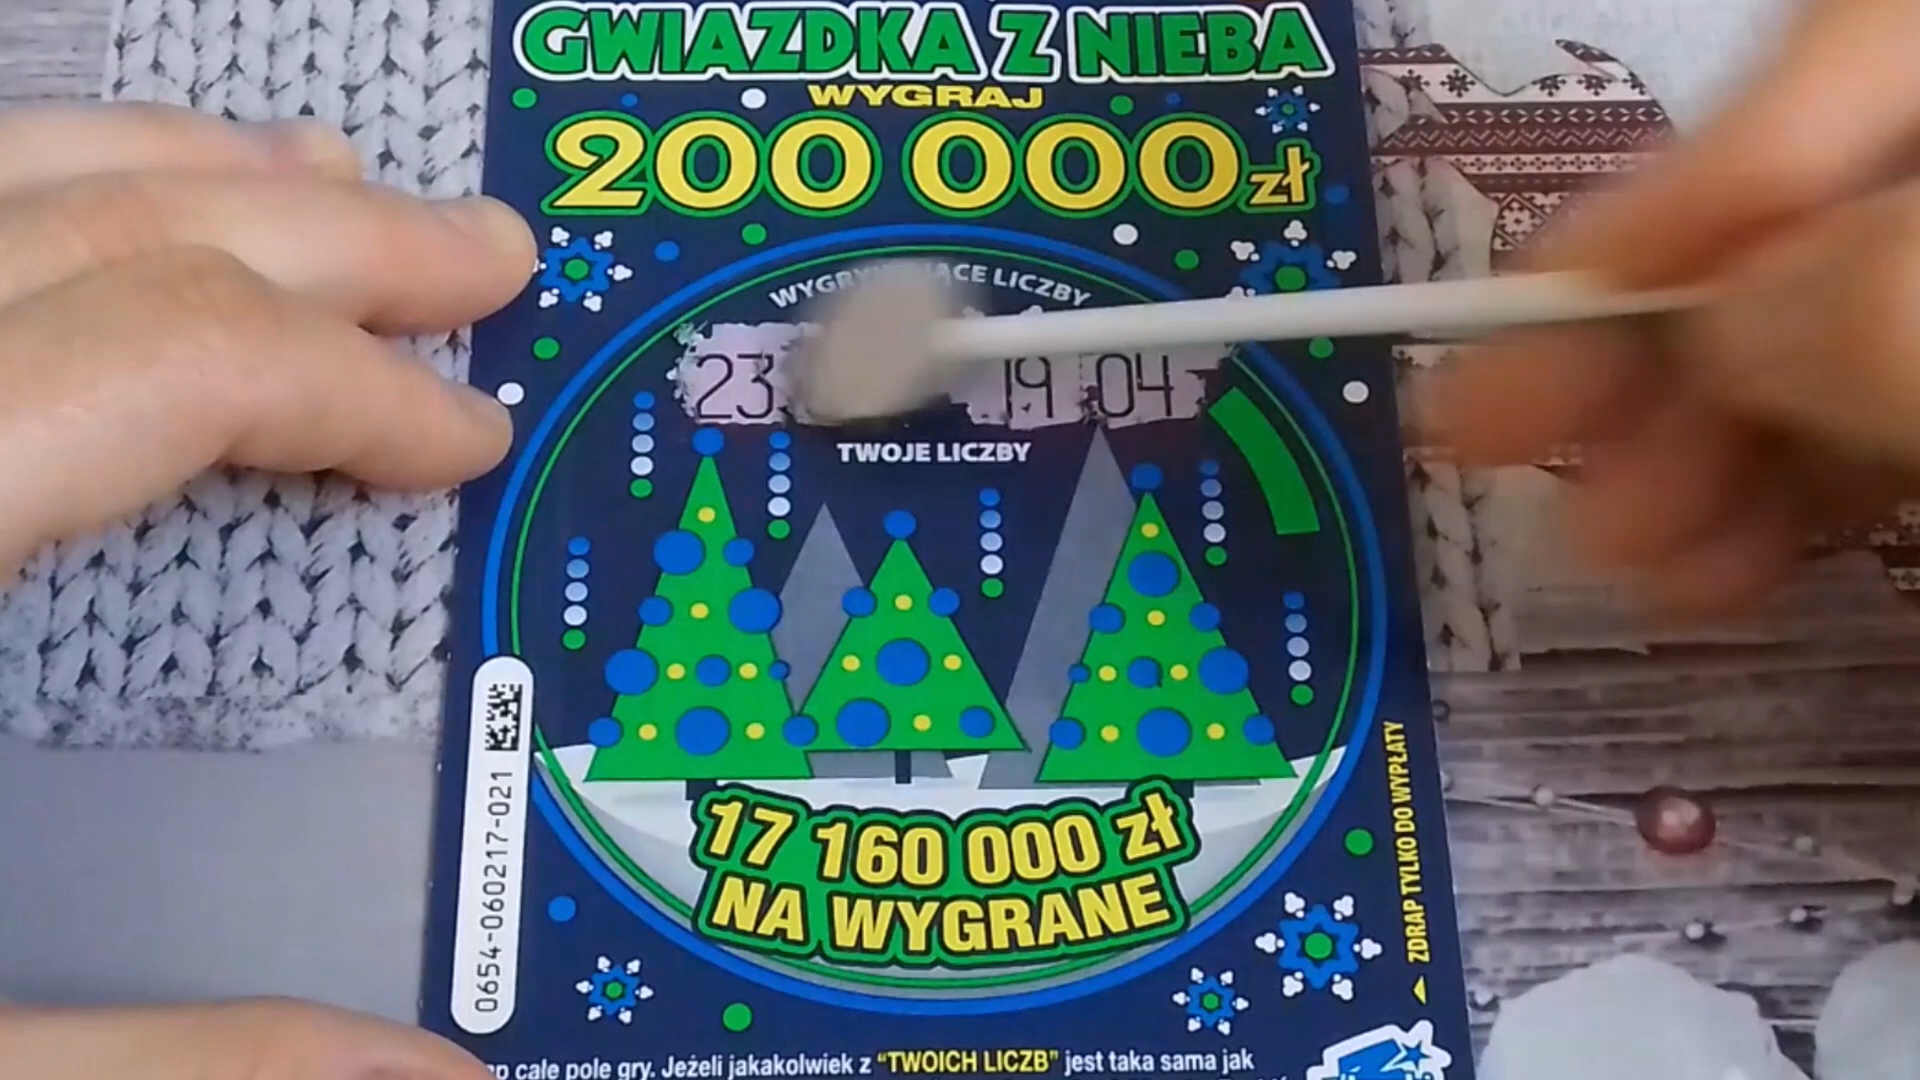 GWIAZDKA Z NIEBA
WYGRAJ
200 000 zł
LICZBY
23 19 04
TWOJE LICZBY
17 160 000 zł
NA WYGRANE
0654-060217-021
ZDRAP TYLKO DO WYPŁATY
całe pole gry. Jeżeli jakakolwiek z "TWOICH LICZB" jest taka sama jak